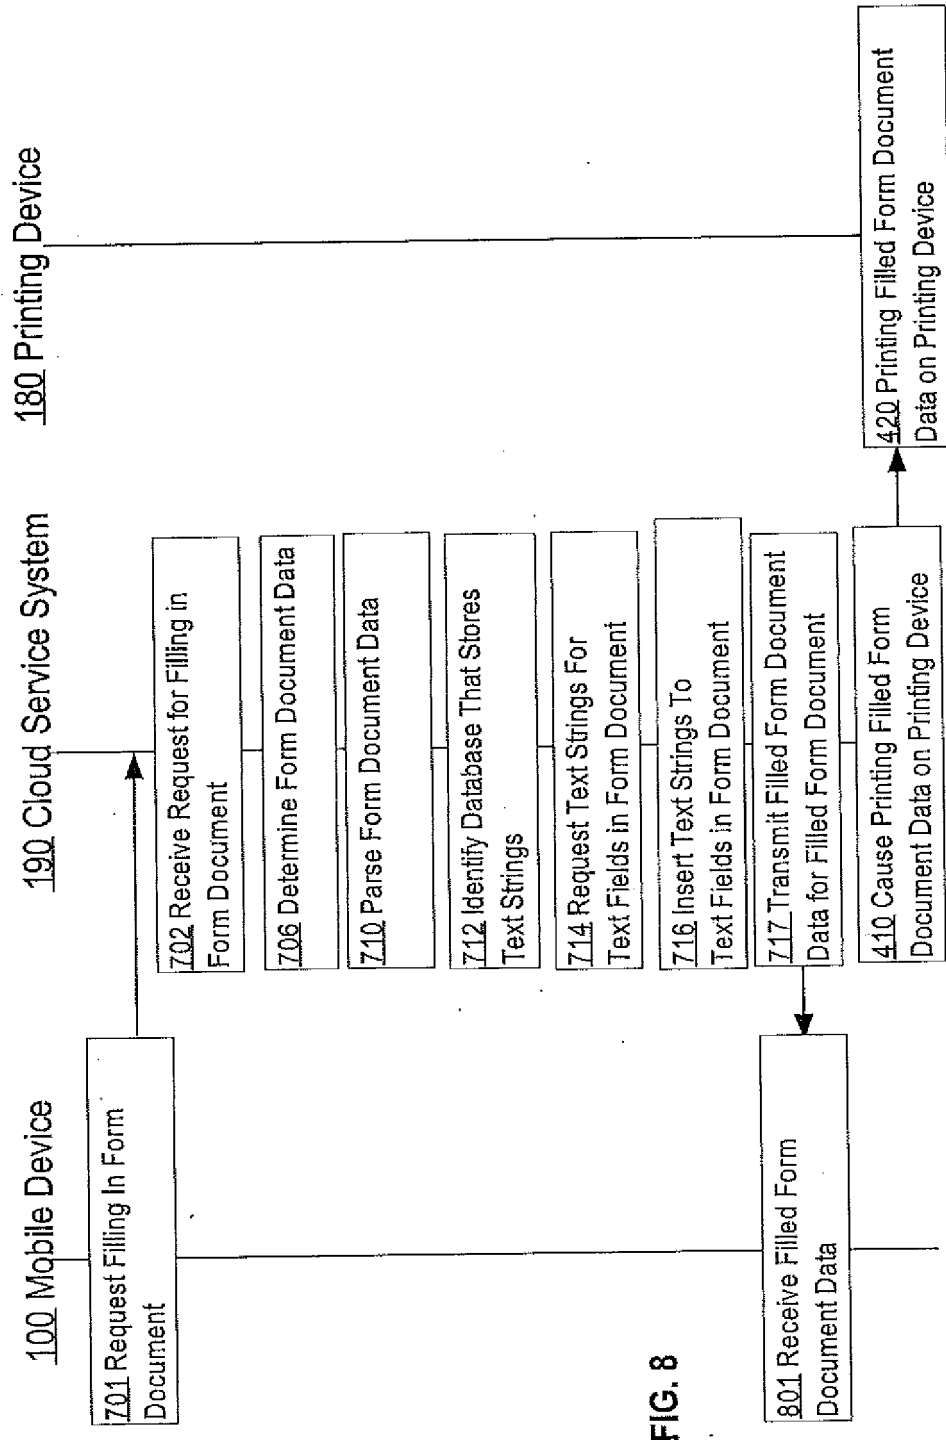 100 Mobile Device
190 Cloud Service System
180 Printing Device
701 Request Filling In Form
Document
702 Receive Request for Filling in
Form Document
706 Determine Form Document Data
710 Parse Form Document Data
712 Identify Database That Stores
Text Strings
714 Request Text Strings For
Text Fields in Form Document
716 Insert Text Strings To
Text Fields in Form Document
717 Transmit Filled Form Document
Data for Filled Form Document
801 Receive Filled Form
Document Data
410 Cause Printing Filled Form
Document Data on Printing Device
420 Printing Filled Form Document
Data on Printing Device
FIG. 8